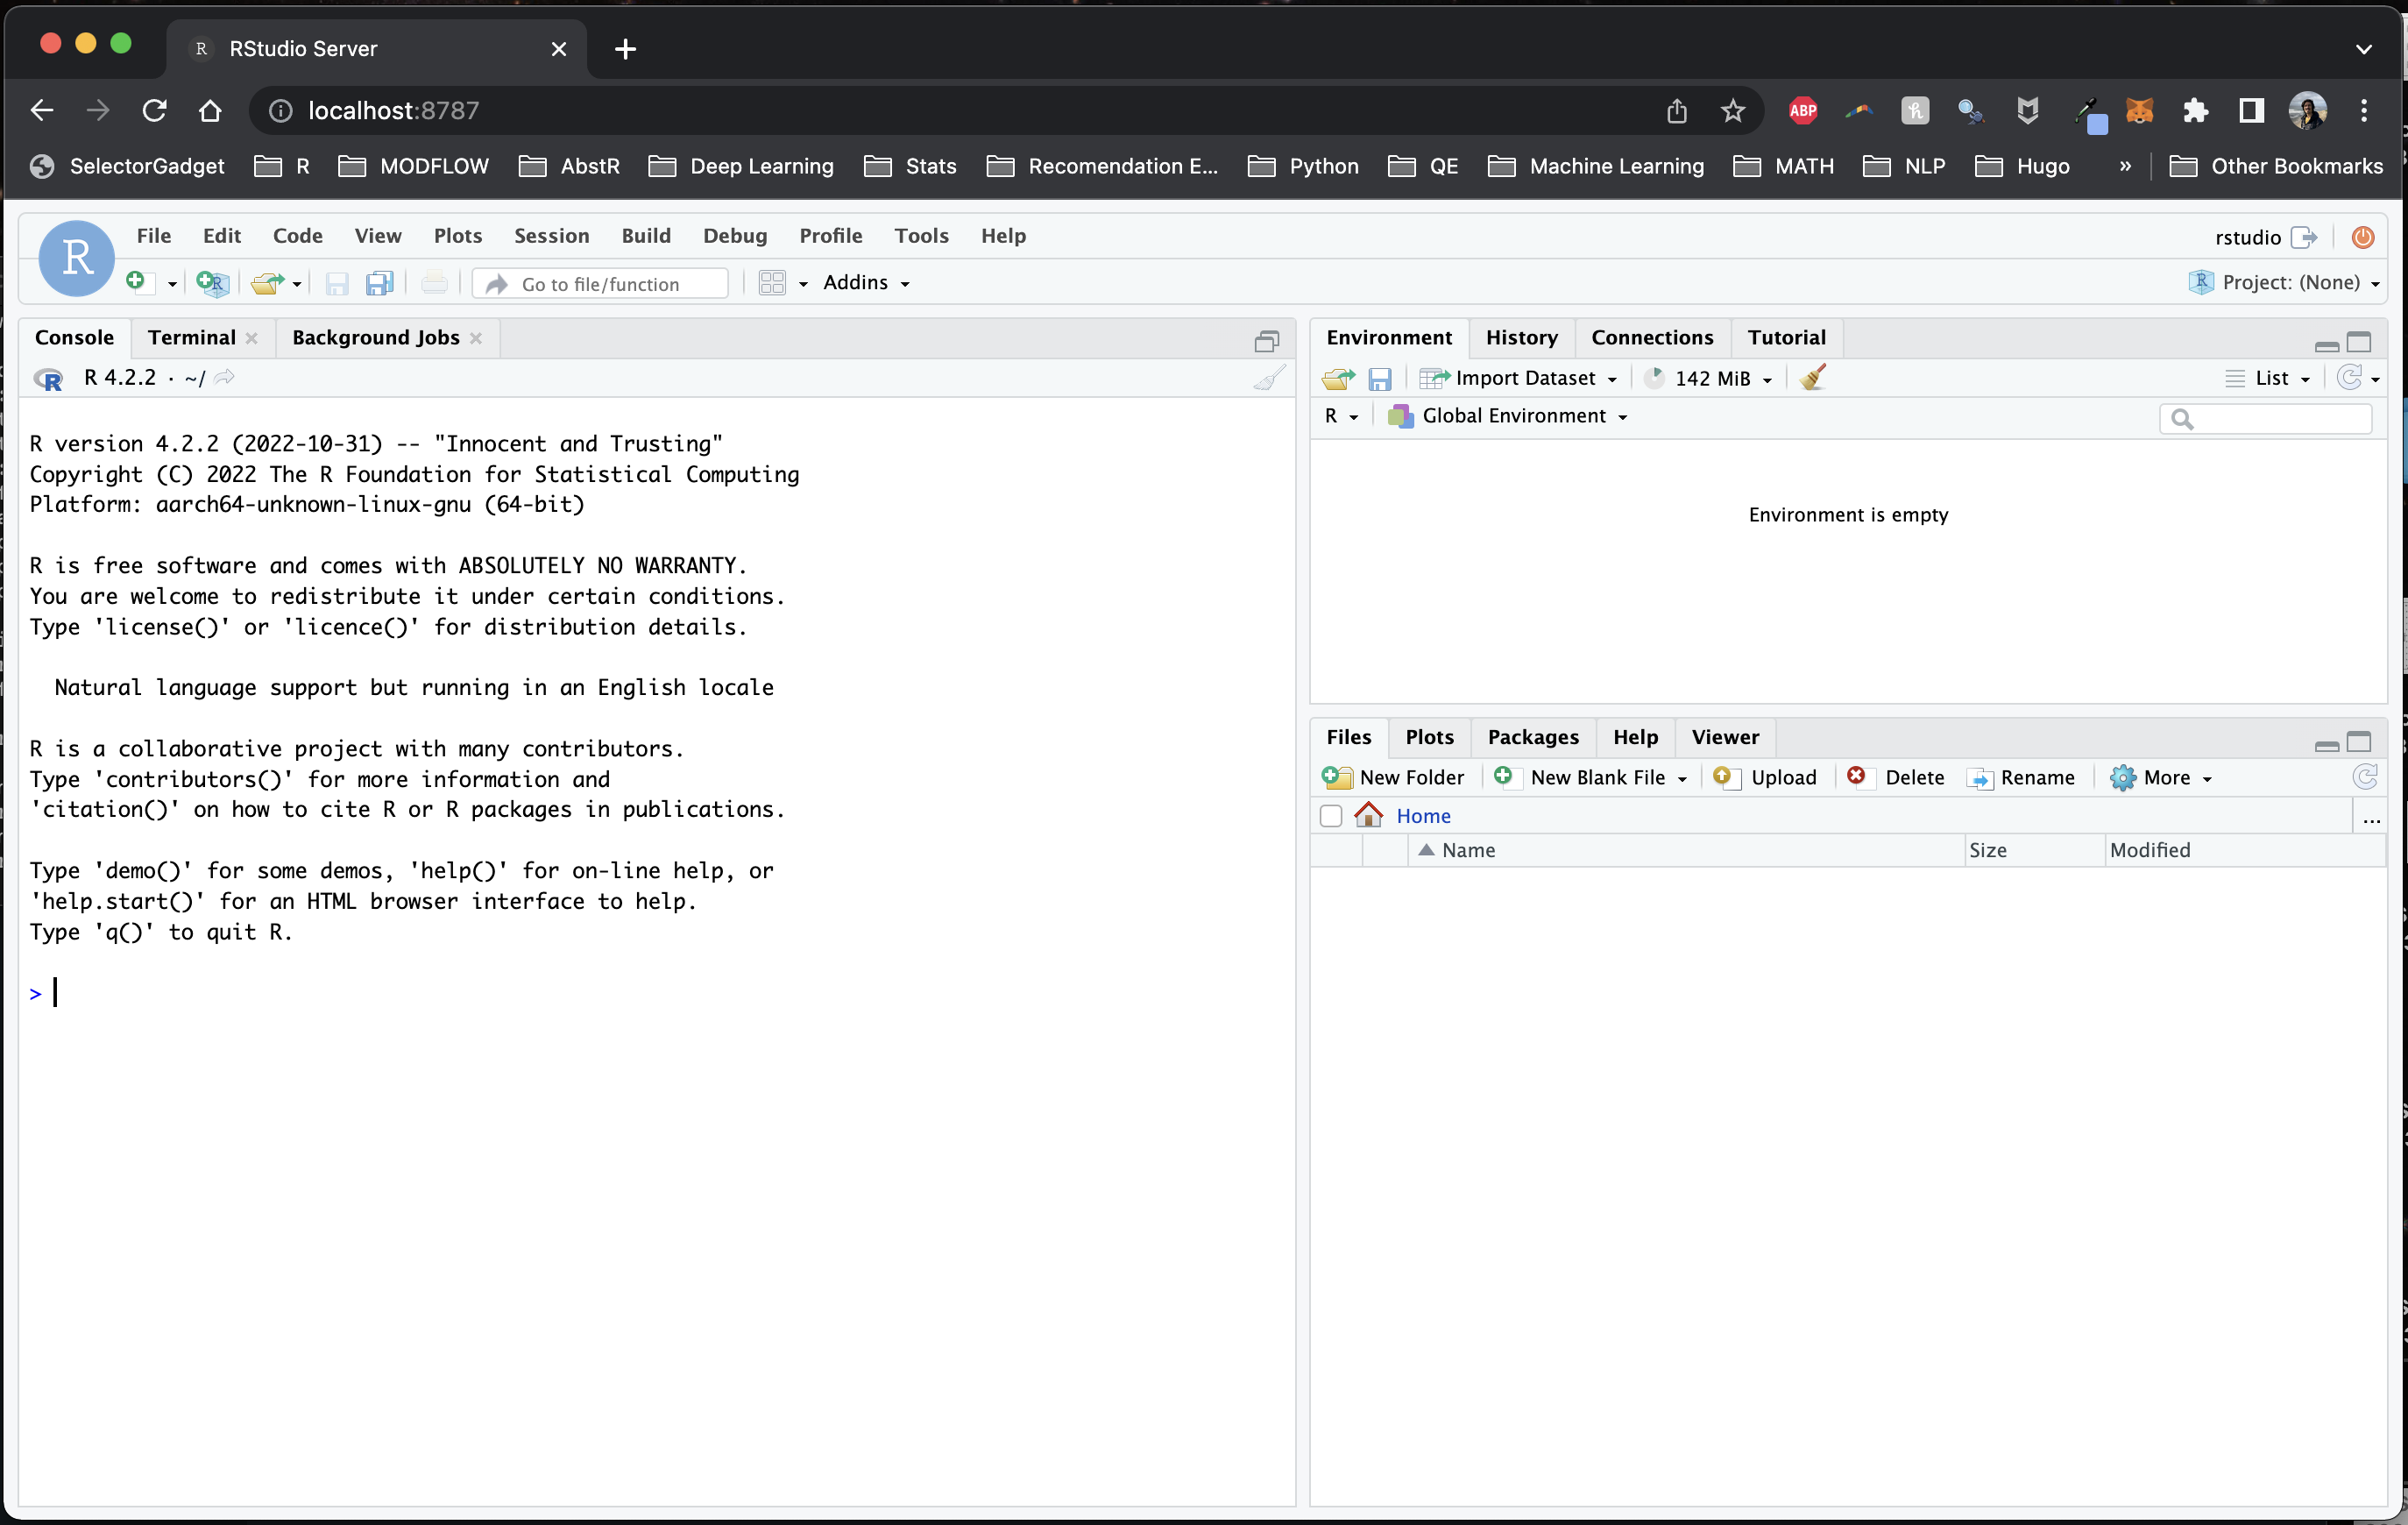 R RStudio Server
localhost:8787
ABP
SelectorGadget R MODFLOW AbstR Deep Learning Stats Recomendation E... Python QE Machine Learning MATH NLP Hugo » Other Bookmarks
R File Edit Code View Plots Session Build Debug Profile Tools Help rstudio
Go to file/function Addins Project: (None)
Console Terminal Background Jobs
R 4.2.2 · ~/
R version 4.2.2 (2022-10-31) -- "Innocent and Trusting"
Copyright (C) 2022 The R Foundation for Statistical Computing
Platform: aarch64-unknown-linux-gnu (64-bit)
R is free software and comes with ABSOLUTELY NO WARRANTY.
You are welcome to redistribute it under certain conditions.
Type 'license()' or 'licence()' for distribution details.
Natural language support but running in an English locale
R is a collaborative project with many contributors.
Type 'contributors()' for more information and
'citation()' on how to cite R or R packages in publications.
Type 'demo()' for some demos, 'help()' for on-line help, or
'help.start()' for an HTML browser interface to help.
Type 'q()' to quit R.
>
Environment History Connections Tutorial
Import Dataset 142 MiB List
R Global Environment
Environment is empty
Files Plots Packages Help Viewer
New Folder New Blank File Upload Delete Rename More
Home ...
Name Size Modified